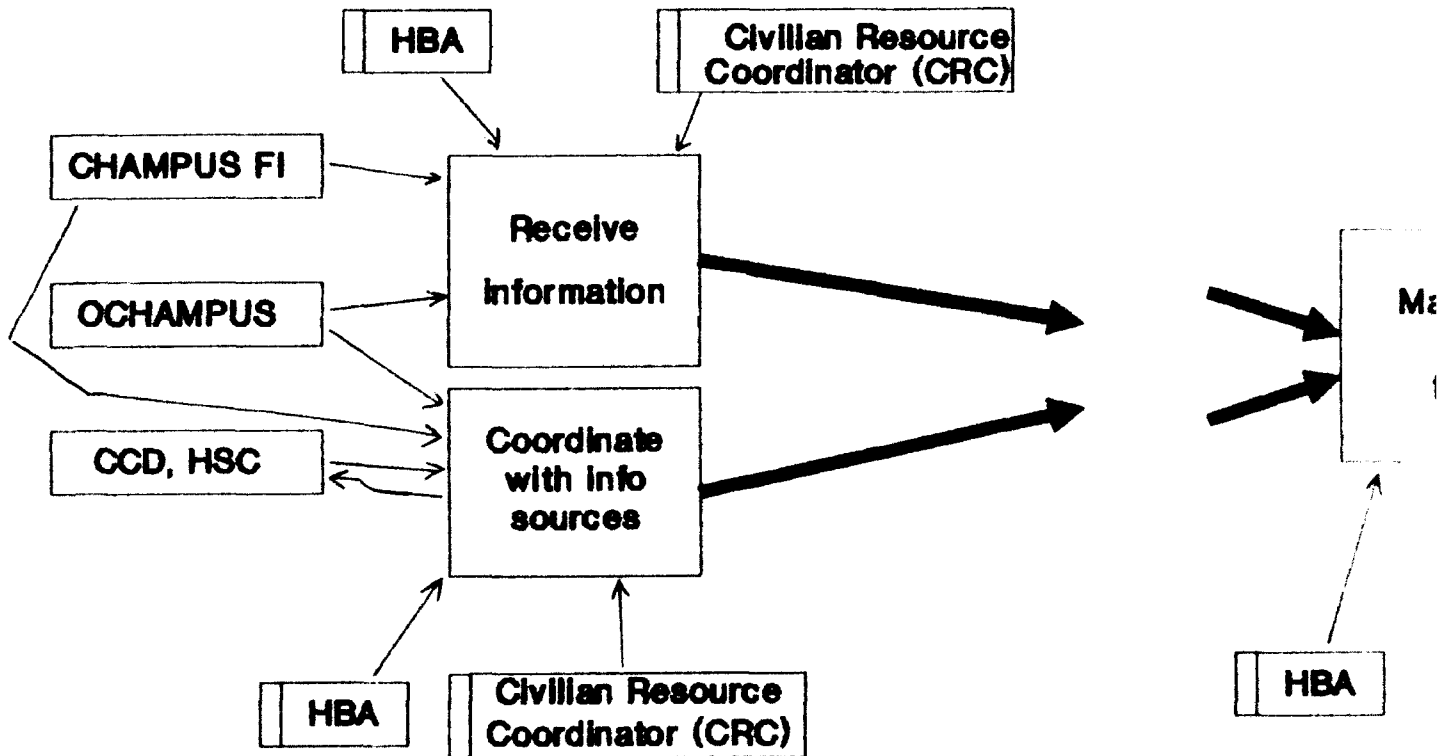 HBA
Civilian Resource
Coordinator (CRC)
CHAMPUS FI
Receive
information
OCHAMPUS
CCD, HSC
Coordinate
with info
sources
HBA
Civilian Resource
Coordinator (CRC)
HBA